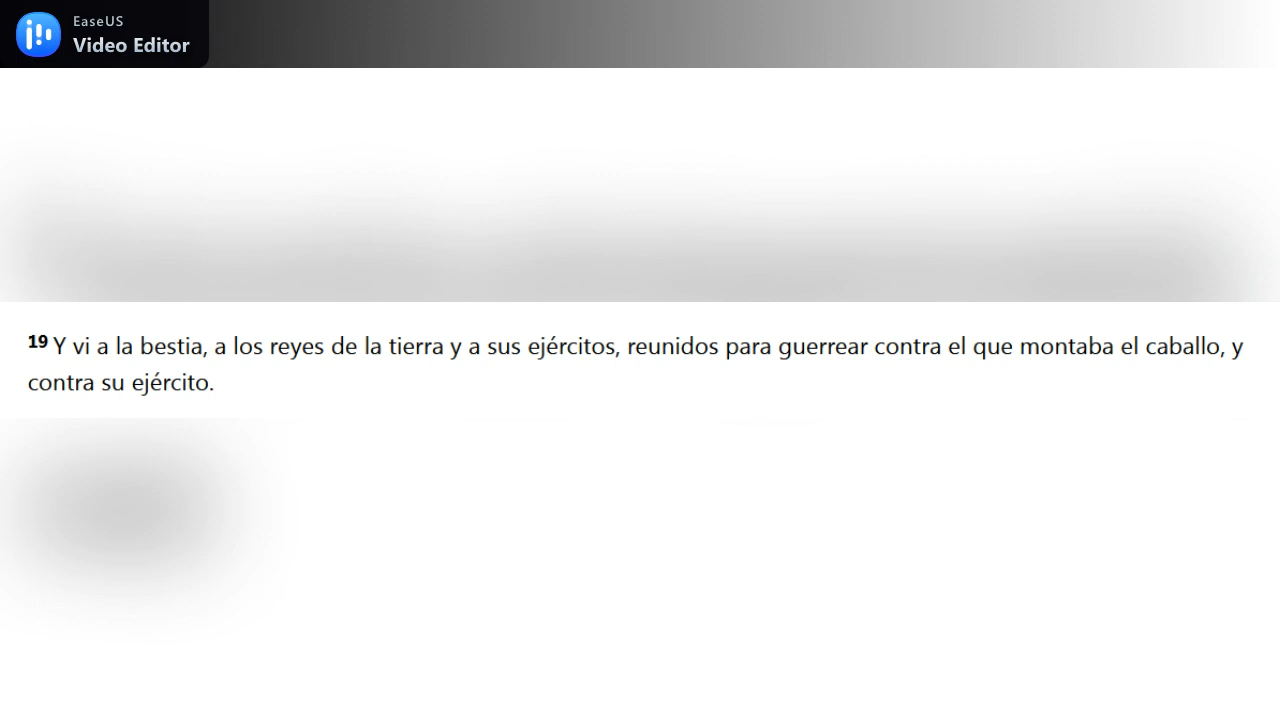 EaseUS
Video Editor
19 Y vi a la bestia, a los reyes de la tierra y a sus ejércitos, reunidos para guerrear contra el que montaba el caballo, y
contra su ejército.